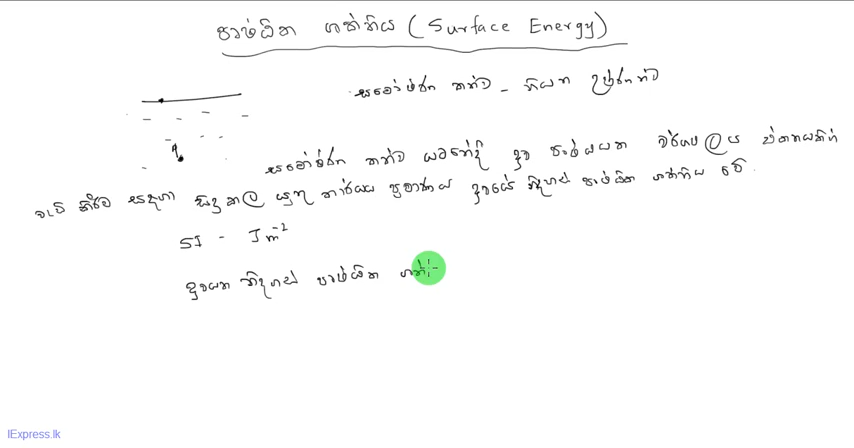 පෘෂ්ඨික ශක්තිය (Surface Energy)
සමෝෂ්ණ තත්ව - නියත උෂ්ණත්ව
සමෝෂ්ණ තත්ව යටතේදී ද්‍රව පෘෂ්ඨයක වර්ගඵලය ඒකකයකින්
වැඩි කිරීම සඳහා සිදු කල යුතු කාර්යය ප්‍රමාණය ද්‍රවයේ නිදහස් පෘෂ්ඨික ශක්තිය වේ.
SI - Jm⁻²
ද්‍රවයක නිදහස් පෘෂ්ඨික ශක්
IExpress.lk